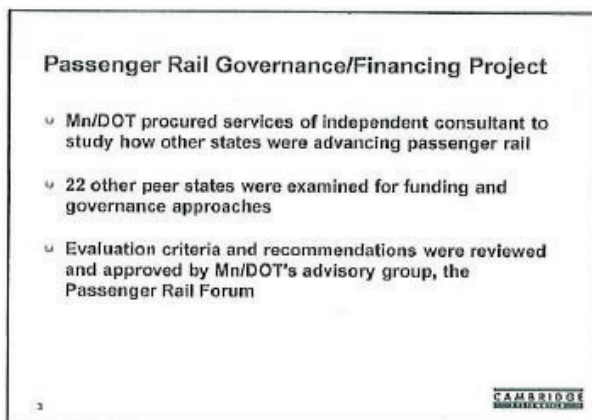 Passenger Rail Governance/Financing Project
Mn/DOT procured services of independent consultant to
study how other states were advancing passenger rail
22 other peer states were examined for funding and
governance approaches
Evaluation criteria and recommendations were reviewed
and approved by Mn/DOT's advisory group, the
Passenger Rail Forum
3
CAMBRIDGE